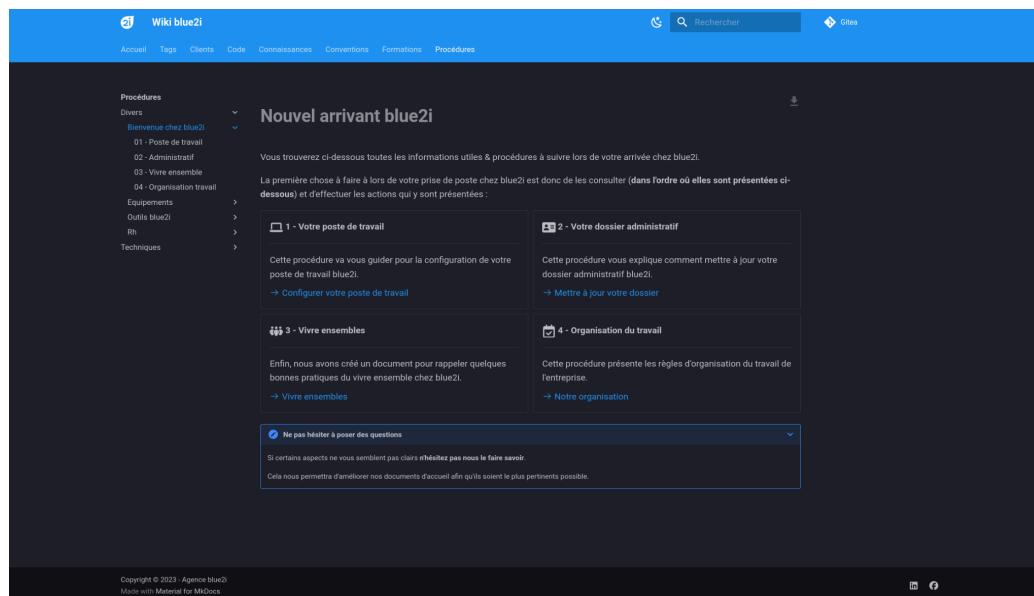 2i Wiki blue2i
Rechercher
Gitea
Accueil Tags Clients Code Connaissances Conventions Formations Procédures
Procédures
Divers
Bienvenue chez blue2i
01 - Poste de travail
02 - Administratif
03 - Vivre ensemble
04 - Organisation travail
Equipements
Outils blue2i
Rh
Techniques
Nouvel arrivant blue2i
Vous trouverez ci-dessous toutes les informations utiles & procédures à suivre lors de votre arrivée chez blue2i.
La première chose à faire à lors de votre prise de poste chez blue2i est donc de les consulter (dans l'ordre où elles sont présentées ci-
dessous) et d'effectuer les actions qui y sont présentées :
1 - Votre poste de travail
Cette procédure va vous guider pour la configuration de votre
poste de travail blue2i.
→ Configurer votre poste de travail
2 - Votre dossier administratif
Cette procédure vous explique comment mettre à jour votre
dossier administratif blue2i.
→ Mettre à jour votre dossier
3 - Vivre ensembles
Enfin, nous avons créé un document pour rappeler quelques
bonnes pratiques du vivre ensemble chez blue2i.
→ Vivre ensembles
4 - Organisation du travail
Cette procédure présente les règles d'organisation du travail de
l'entreprise.
→ Notre organisation
Ne pas hésiter à poser des questions
Si certains aspects ne vous semblent pas clairs n'hésitez pas nous le faire savoir.
Cela nous permettra d'améliorer nos documents d'accueil afin qu'ils soient le plus pertinents possible.
Copyright © 2023 - Agence blue2i
Made with Material for MkDocs